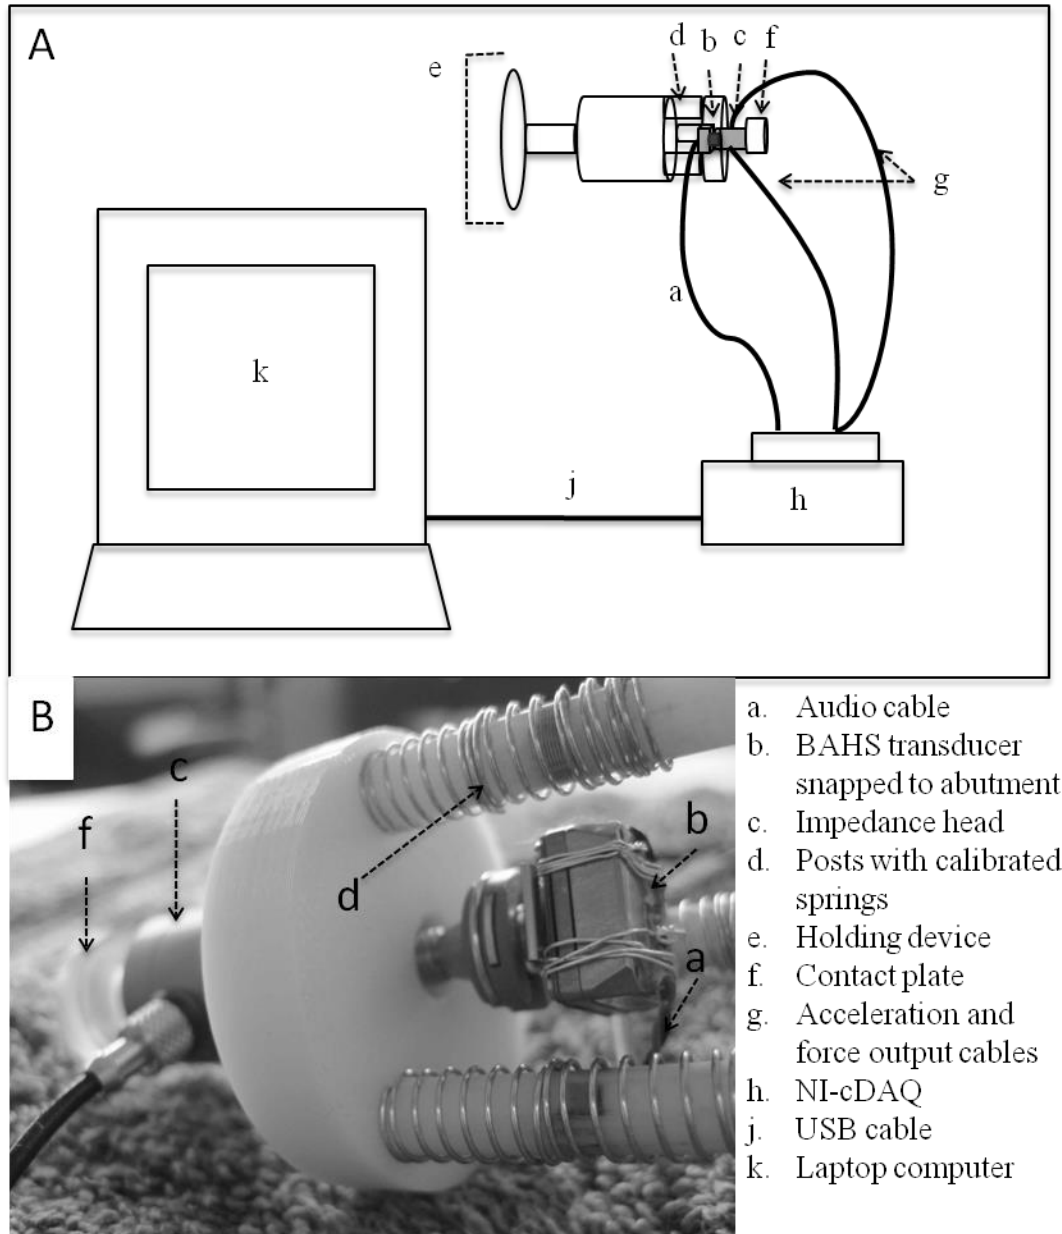 A
d b c f
e
g
a
k
j
h
B
c
f
d
b
a
a. Audio cable
b. BAHS transducer
snapped to abutment
c. Impedance head
d. Posts with calibrated
springs
e. Holding device
f. Contact plate
g. Acceleration and
force output cables
h. NI-cDAQ
j. USB cable
k. Laptop computer